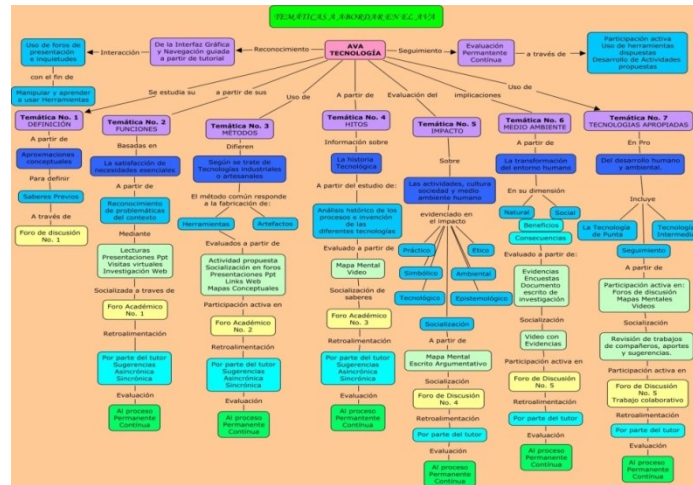 TEMÁTICAS A ABORDAR EN EL AVA
Uso de foros de
presentación e
inquietudes
Interacción
De la Interfaz Gráfica
y Navegación guiada
a partir de tutorial
Reconocimiento
AVA
TECNOLOGÍA
Seguimiento
Evaluación
Permantente
Contínua
a través de
Participación activa
Uso de herramientas
dispuestas
Desarrollo de Actividades
propuestas
con el fin de
Manipular y aprender
a usar Herramientas
Se estudia su
a partir de sus
Uso de
A partir de
Evaluación del
implicaciones
Uso de
Temática No. 1
DEFINICIÓN
A partir de
Aproximaciones
conceptuales
Para definir
Saberes Previos
A través de
Foro de discusión
No. 1
Temática No. 2
FUNCIONES
Basadas en
La satisfacción de
necesidades esenciales
A partir de
Reconocimiento
de problemáticas
del contexto
Mediante
Lecturas
Presentaciones Ppt
Visitas virtuales
Investigación Web
Socializada a traves de
Foro Académico
No. 1
Retroalimentación
Por parte del tutor
Sugerencias
Asincrónica
Sincrónica
Evaluación
Al proceso
Permanente
Contínua
Temática No. 3
MÉTODOS
Difieren
Según se trate de
Tecnologías industriales
o artesanales
El método común responde
a la fabricación de:
Herramientas
Artefactos
Evaluados a partir de
Actividad propuesta
Socialización en foros
Presentaciones Ppt
Links Web
Mapas Conceptuales
Participación activa en
Foro Académico
No. 2
Retroalimentación
Por parte del tutor
Sugerencias
Asincrónica
Sincrónica
Evaluación
Al proceso
Permanente
Contínua
Temática No. 4
HITOS
Información sobre
La historia
Tecnológica
A partir del estudio de:
Análisis hitórico de los
procesos e invención
de las
diferentes tecnologías
Evaluado a partir de
Mapa Mental
Video
Socialización de
saberes
Foro Académico
No. 3
Retroalimentación
Por parte del tutor
Sugerencias
Asincrónica
Sincrónica
Evaluación
Al proceso
Permanente
Contínua
Temática No. 5
IMPACTO
Sobre
Las actividades, cultura
sociedad y medio
ambiente humano
evidenciado en el
impacto
Práctico
Etico
Simbólico
Ambiental
Tecnológico
Epistemológico
Socialización
A partir de
Mapa Mental
Escrito Argumentativo
Socialización
Foro de Discusión
No. 4
Retroalimentación
Por parte del tutor
Evaluación
Al proceso
Permanente
Contínua
Temática No. 6
MEDIO AMBIENTE
A partir de
La transformación
del entorno humano
En su dimensión
Natural
Social
Beneficios
Consecuencias
Evaluado a partir de:
Evidencias
Encuestas
Documento
escrito de
investigación
Socialización
Video con
Evidencias
Participación activa en
Foro de Discusión
No. 5
Retroalimentación
Por parte del tutor
Evaluación
Al proceso
Permanente
Contínua
Temática No. 7
TECNOLOGIAS APROPIADAS
En Pro
Del desarrollo humano
y ambiental.
Incluye
La Tecnología
de Punta
Tecnología
Intermedia
Seguimiento
A partir de
Participación activa en:
Foros de discusión
Mapas Mentales
Videos
Socialización
Revisión de trabajos
de compañeros, aportes
y sugerencias.
Participación activa en
Foro de Discusión
No. 5
Trabajo colaborativo
Retroalimentación
Por parte del tutor
Evaluación
Al proceso
Permanente
Contínua